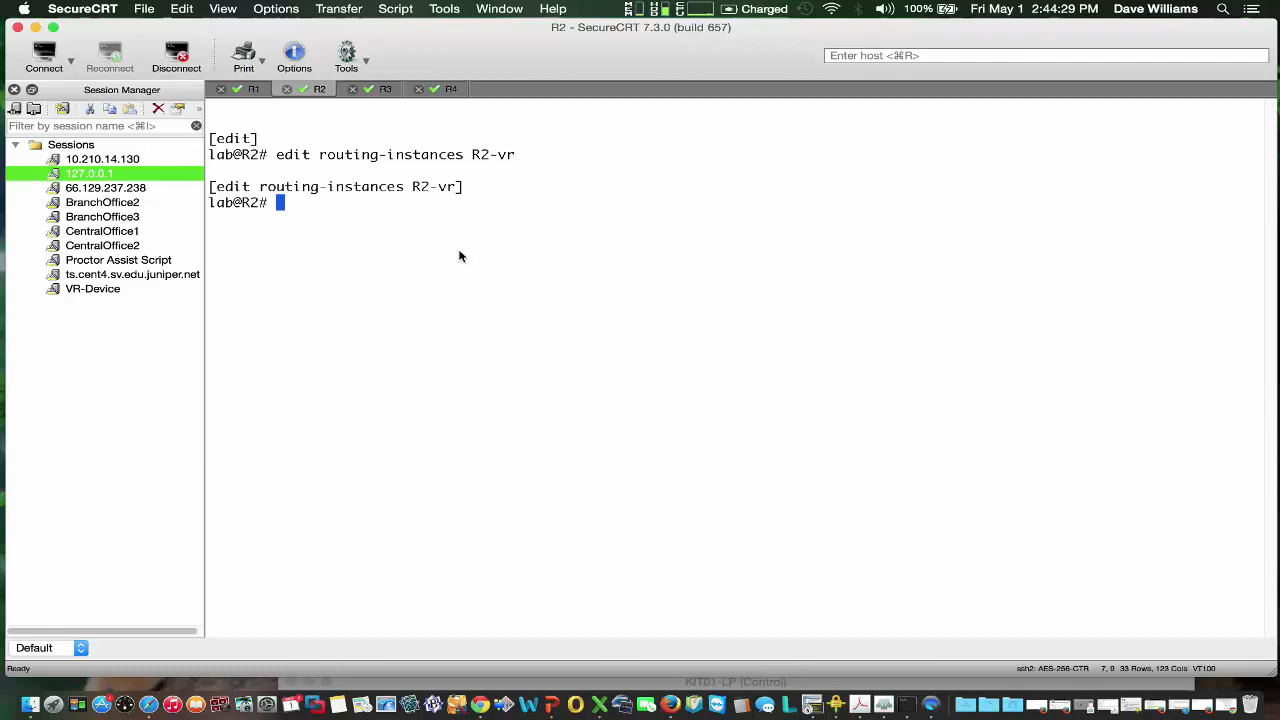 SecureCRT File Edit View Options Transfer Script Tools Window Help 100% Charged Fri May 1 2:44:29 PM Dave Williams
R2 - SecureCRT 7.3.0 (build 657)
Connect Reconnect Disconnect Print Options Tools
Enter host <⌘R>
Session Manager
R1 R2 R3 R4
Filter by session name <⌘I>
Sessions
10.210.14.130
127.0.0.1
66.129.237.238
BranchOffice2
BranchOffice3
CentralOffice1
CentralOffice2
Proctor Assist Script
ts.cent4.sv.edu.juniper.net
VR-Device
[edit]
lab@R2# edit routing-instances R2-vr
[edit routing-instances R2-vr]
lab@R2#
Default
Ready
ssh2: AES-256-CTR 7, 9 33 Rows, 123 Cols VT100
KIT01-LP (Control)